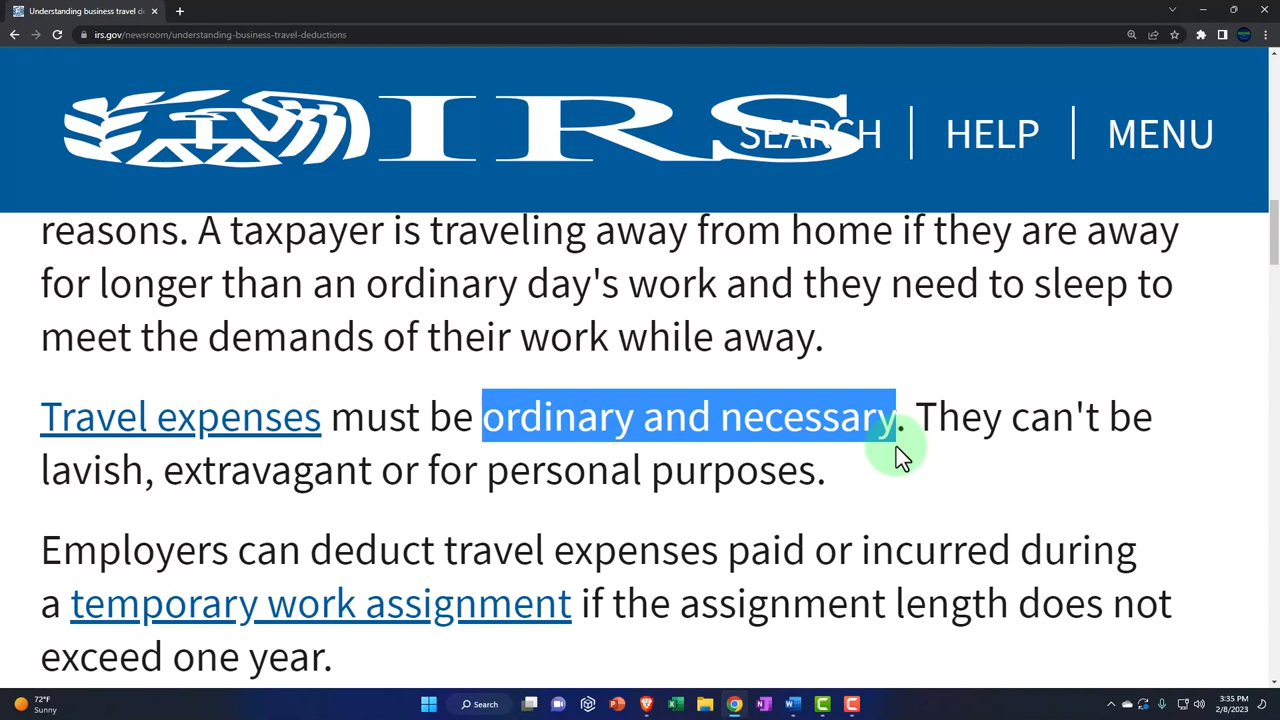 Understanding business travel d
irs.gov/newsroom/understanding-business-travel-deductions
IRS
SEARCH
HELP
MENU
reasons. A taxpayer is traveling away from home if they are away
for longer than an ordinary day's work and they need to sleep to
meet the demands of their work while away.
Travel expenses must be ordinary and necessary. They can't be
lavish, extravagant or for personal purposes.
Employers can deduct travel expenses paid or incurred during
a temporary work assignment if the assignment length does not
exceed one year.
72°F
Sunny
Search
3:35 PM
2/8/2023